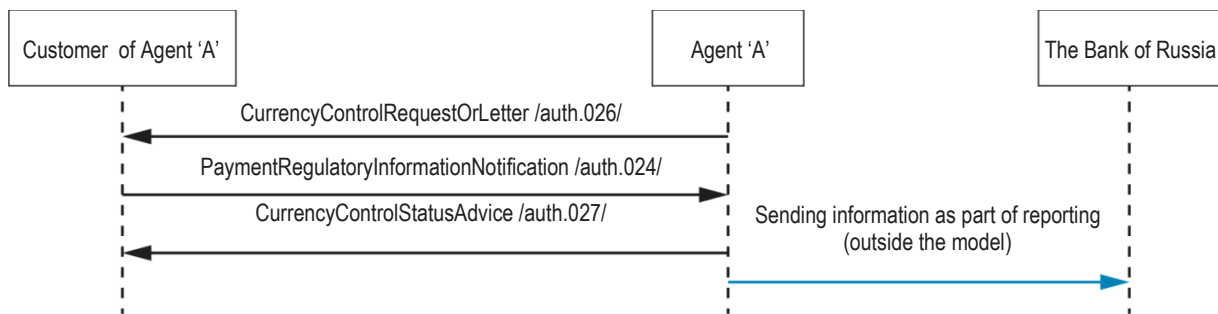 Customer of Agent ‘A’
Agent ‘A’
The Bank of Russia
CurrencyControlRequestOrLetter /auth.026/
PaymentRegulatoryInformationNotification /auth.024/
CurrencyControlStatusAdvice /auth.027/
Sending information as part of reporting
(outside the model)